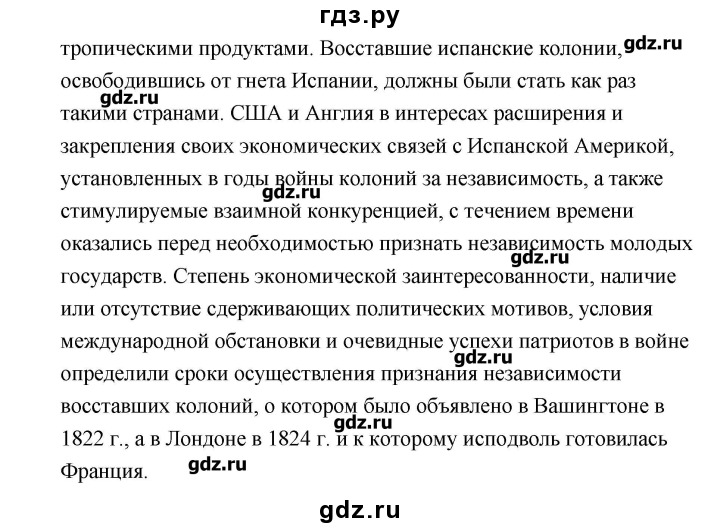 гдз.ру
тропическими продуктами. Восставшие испанские колонии, gdz.ru
освободившись от гнета Испании, должны были стать как раз
gdz.ru
такими странами. США и Англия в интересах расширения и
закрепления своих экономических связей с Испанской Америкой,
установленных в годы войны колоний за независимость, а также
gdz.ru
стимулируемые взаимной конкуренцией, с течением времени
оказались перед необходимостью признать независимость молодых
gdz.ru
государств. Степень экономической заинтересованности, наличие
или отсутствие сдерживающих политических мотивов, условия
международной обстановки и очевидные успехи патриотов в войне
gdz.ru
определили сроки осуществления признания независимости
восставших колоний, о котором было объявлено в Вашингтоне в
gdz.ru
1822 г., а в Лондоне в 1824 г. и к которому исподволь готовилась
Франция.
gdz.ru
gdz.ru